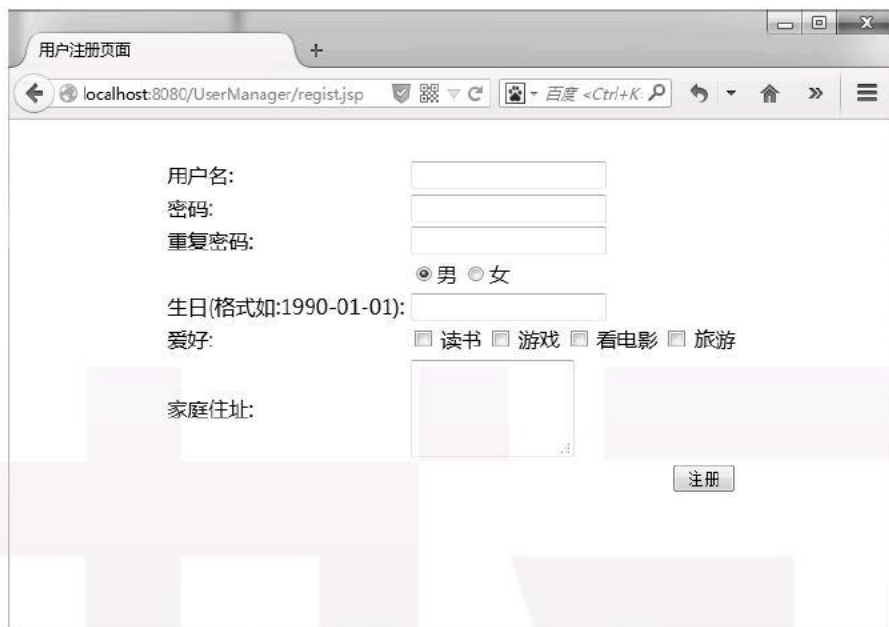 用户注册页面
localhost:8080/UserManager/regist.jsp 百度 <Ctrl+K
用户名:
密码:
重复密码:
男 女
生日(格式如:1990-01-01):
爱好: 读书 游戏 看电影 旅游
家庭住址:
注册